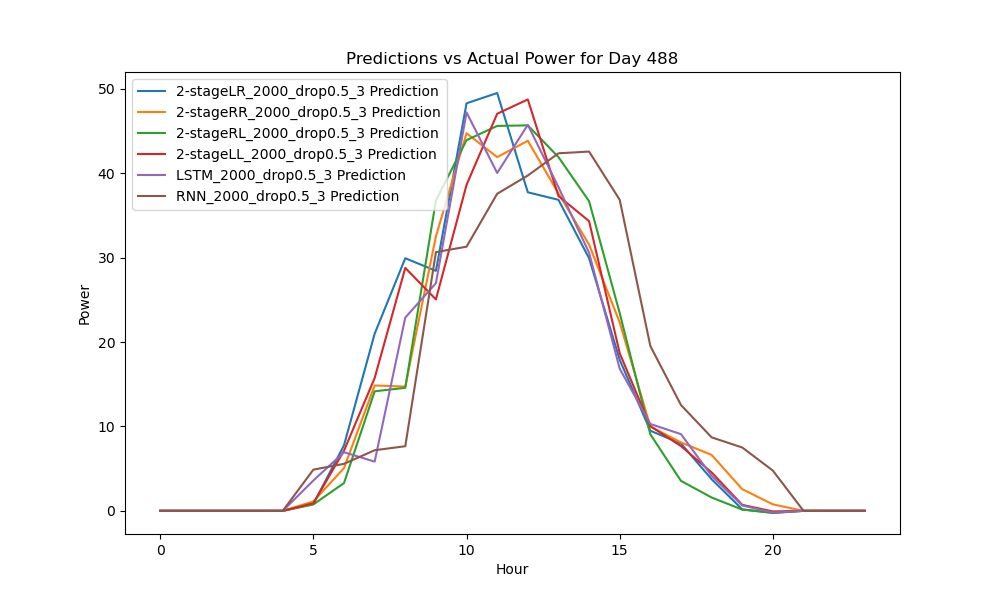 Predictions vs Actual Power for Day 488
2-stageLR_2000_drop0.5_3 Prediction
2-stageRR_2000_drop0.5_3 Prediction
2-stageRL_2000_drop0.5_3 Prediction
2-stageLL_2000_drop0.5_3 Prediction
LSTM_2000_drop0.5_3 Prediction
RNN_2000_drop0.5_3 Prediction
50
40
30
20
10
0
Power
0 5 10 15 20
Hour